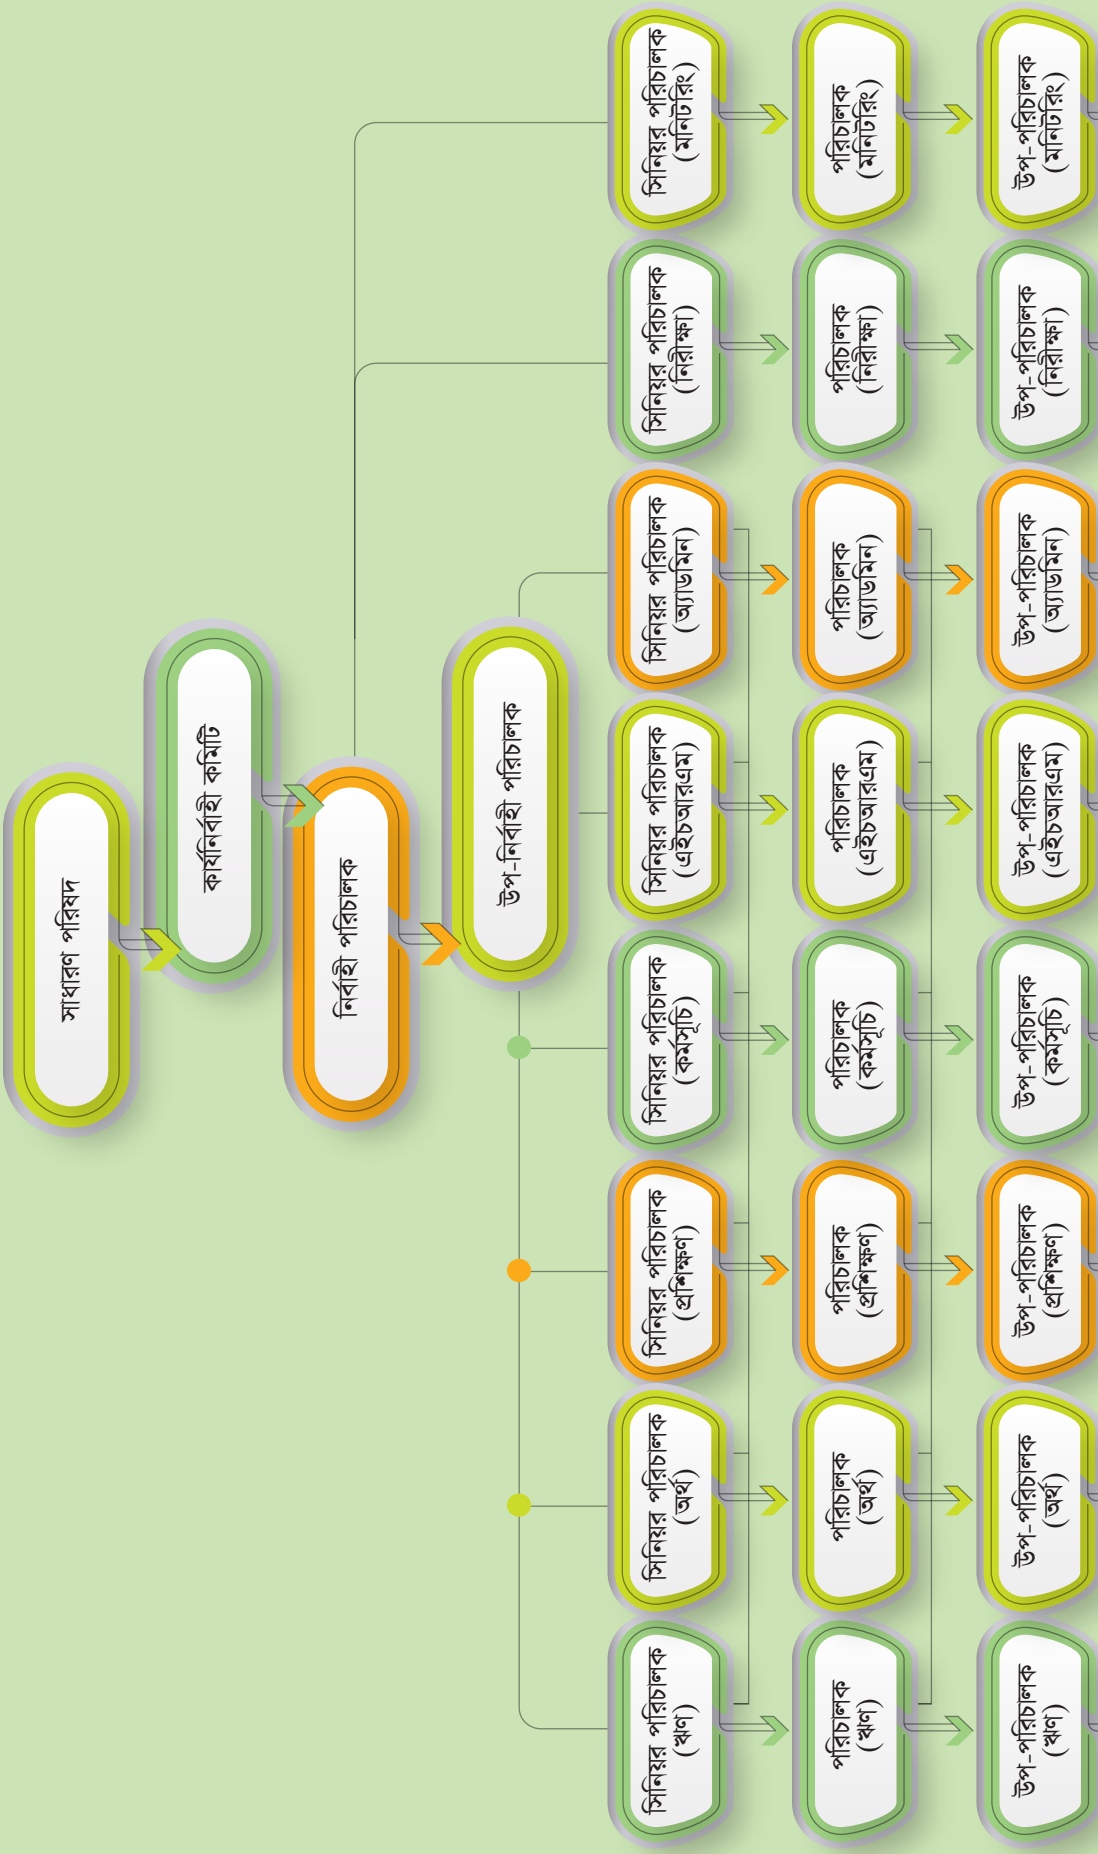 সাধারণ পরিষদ
কার্যনির্বাহী কমিটি
নির্বাহী পরিচালক
উপ-নির্বাহী পরিচালক
সিনিয়র পরিচালক
(ঋণ)
সিনিয়র পরিচালক
(অর্থ)
সিনিয়র পরিচালক
(প্রশিক্ষণ)
সিনিয়র পরিচালক
(কর্মসূচি)
সিনিয়র পরিচালক
(এইচআরএম)
সিনিয়র পরিচালক
(অ্যাডমিন)
সিনিয়র পরিচালক
(নিরীক্ষা)
সিনিয়র পরিচালক
(মনিটরিং)
পরিচালক
(ঋণ)
পরিচালক
(অর্থ)
পরিচালক
(প্রশিক্ষণ)
পরিচালক
(কর্মসূচি)
পরিচালক
(এইচআরএম)
পরিচালক
(অ্যাডমিন)
পরিচালক
(নিরীক্ষা)
পরিচালক
(মনিটরিং)
উপ-পরিচালক
(ঋণ)
উপ-পরিচালক
(অর্থ)
উপ-পরিচালক
(প্রশিক্ষণ)
উপ-পরিচালক
(কর্মসূচি)
উপ-পরিচালক
(এইচআরএম)
উপ-পরিচালক
(অ্যাডমিন)
উপ-পরিচালক
(নিরীক্ষা)
উপ-পরিচালক
(মনিটরিং)